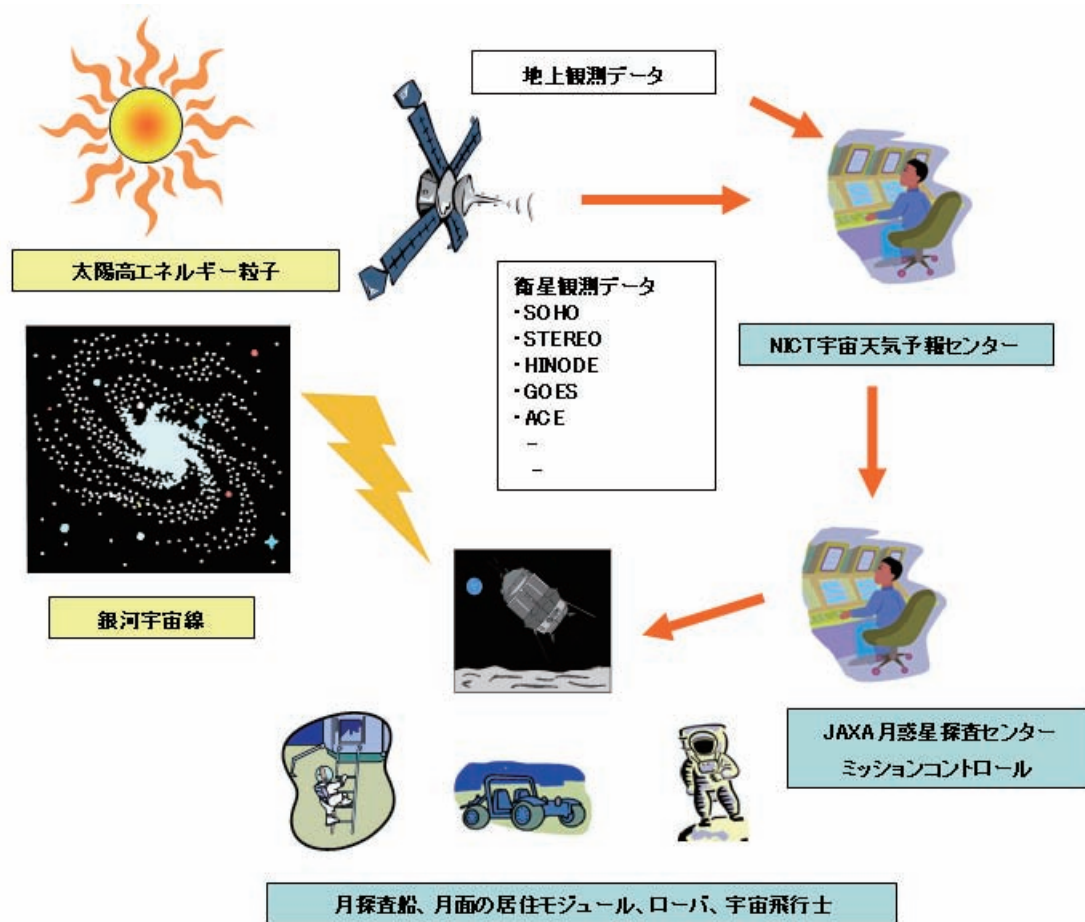 地上観測データ
太陽高エネルギー粒子
衛星観測データ
・SOHO
・STEREO
・HINODE
・GOES
・ACE
–
–
NICT宇宙天気予報センター
銀河宇宙線
JAXA月惑星探査センター
ミッションコントロール
月探査船、月面の居住モジュール、ローバ、宇宙飛行士